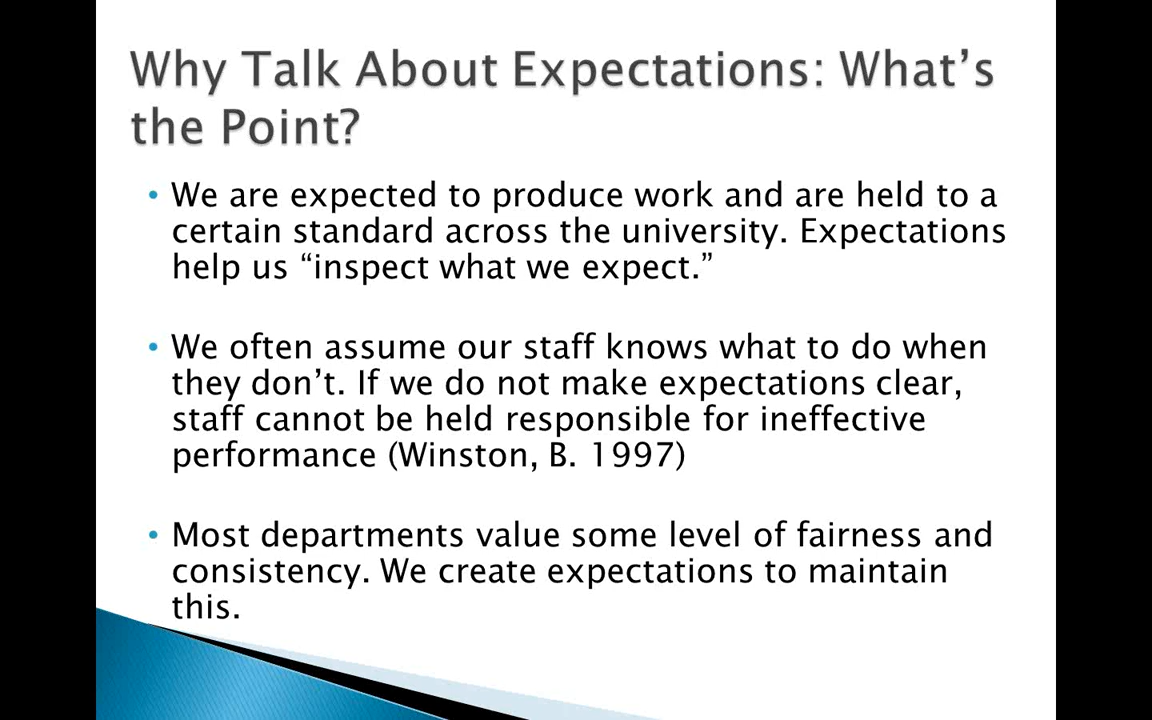 Why Talk About Expectations: What’s
the Point?
• We are expected to produce work and are held to a
certain standard across the university. Expectations
help us “inspect what we expect.”
• We often assume our staff knows what to do when
they don’t. If we do not make expectations clear,
staff cannot be held responsible for ineffective
performance (Winston, B. 1997)
• Most departments value some level of fairness and
consistency. We create expectations to maintain
this.